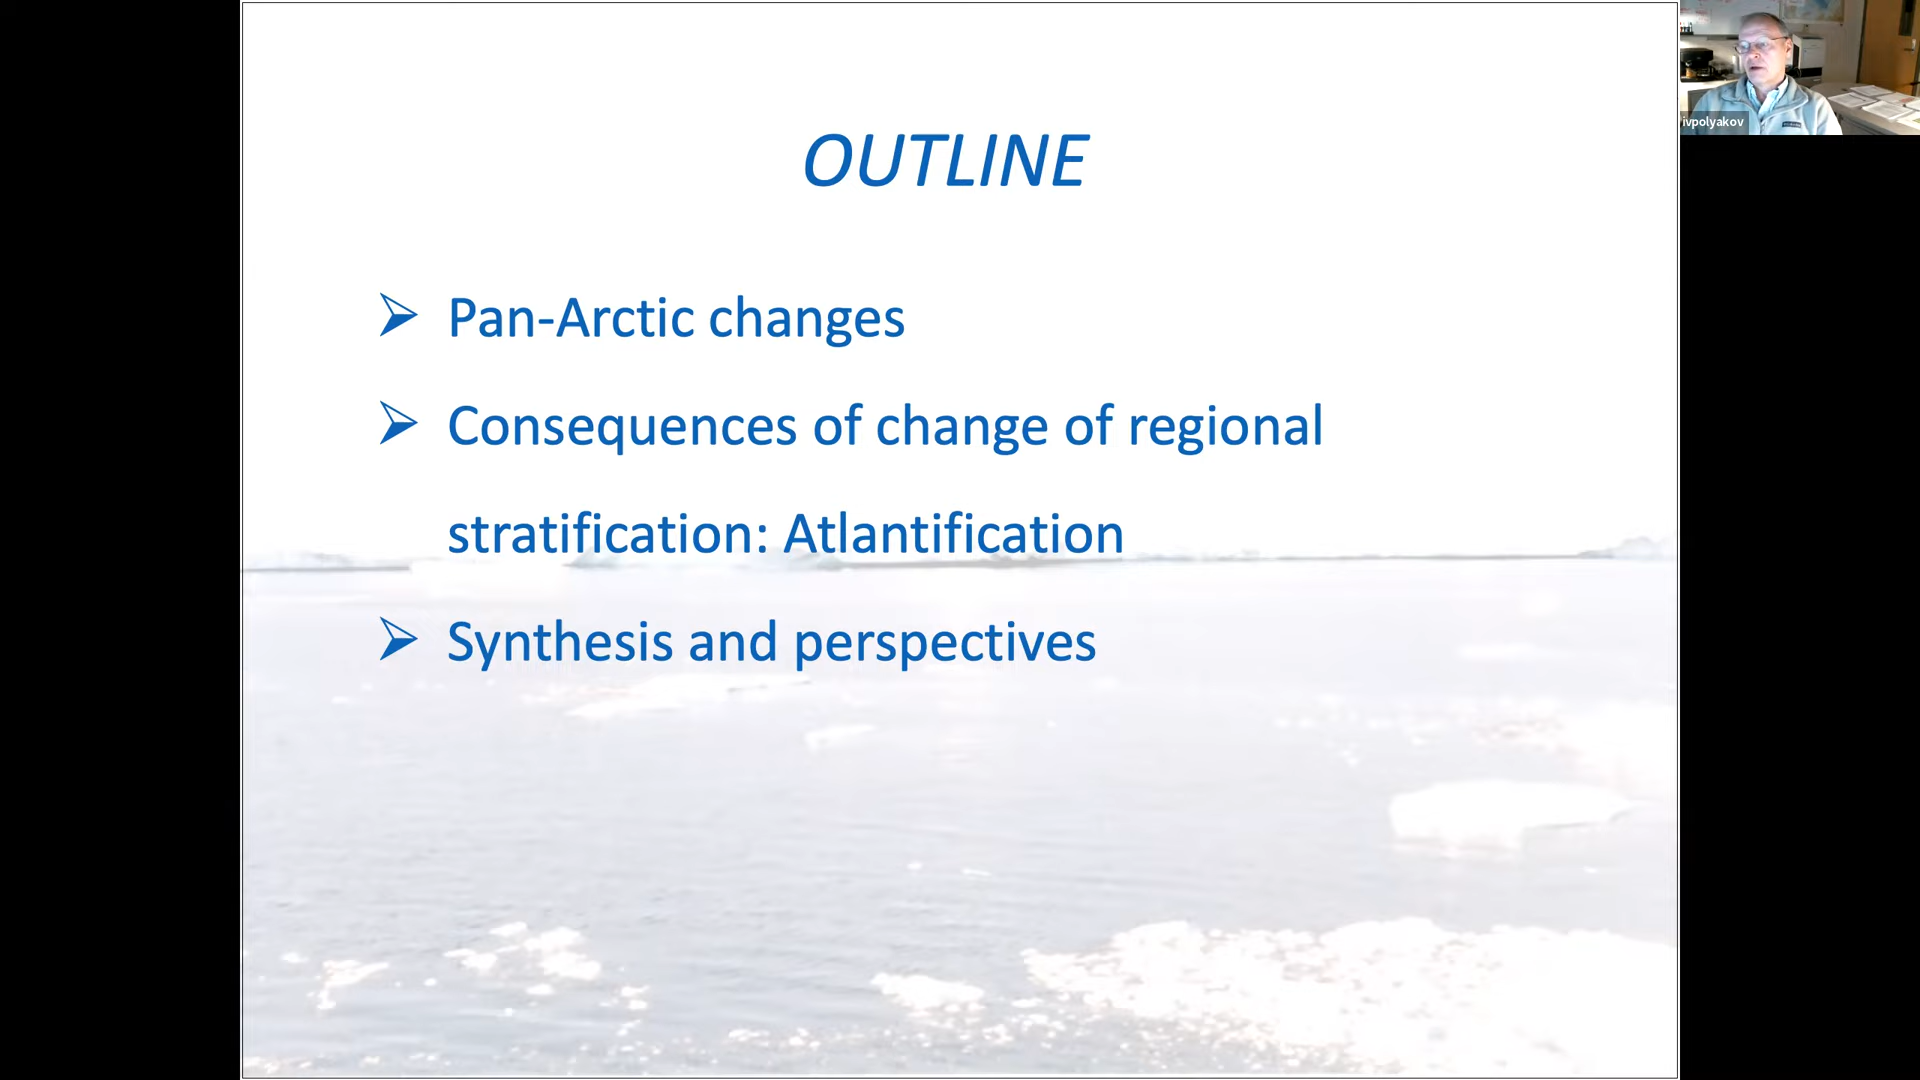 OUTLINE
Pan-Arctic changes
Consequences of change of regional
stratification: Atlantification
Synthesis and perspectives
ivpolyakov